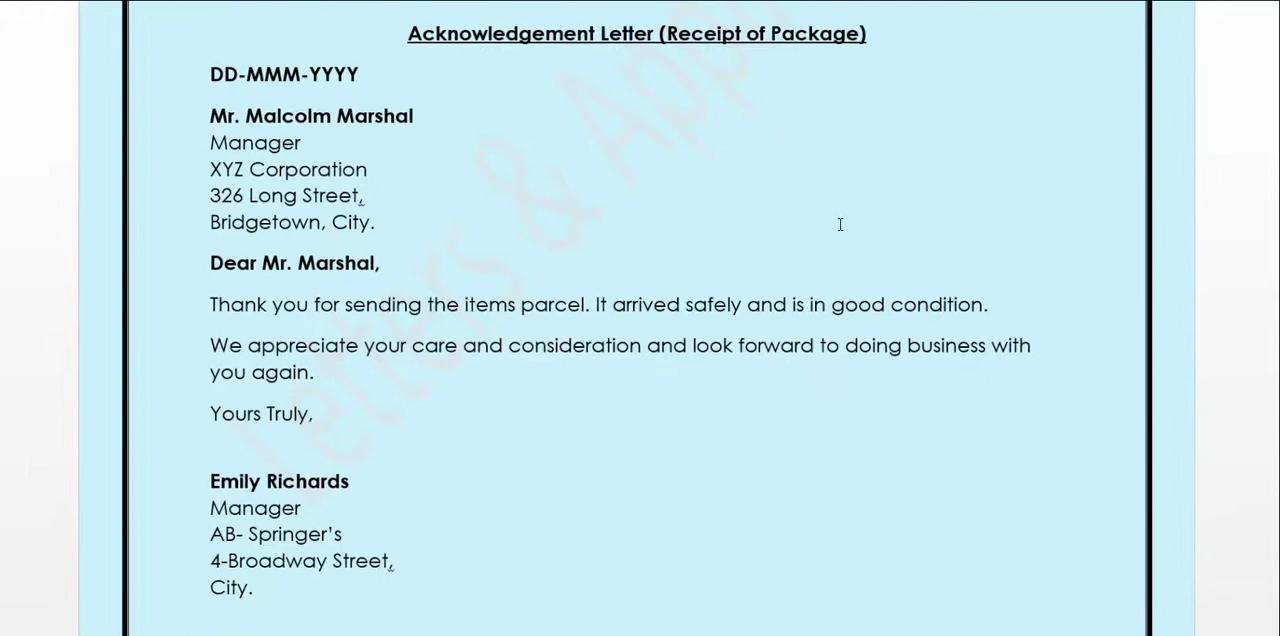 Acknowledgement Letter (Receipt of Package)
DD-MMM-YYYY
Mr. Malcolm Marshal
Manager
XYZ Corporation
326 Long Street,
Bridgetown, City.
Dear Mr. Marshal,
Thank you for sending the items parcel. It arrived safely and is in good condition.
We appreciate your care and consideration and look forward to doing business with
you again.
Yours Truly,
Emily Richards
Manager
AB- Springer’s
4-Broadway Street,
City.
Letters & App